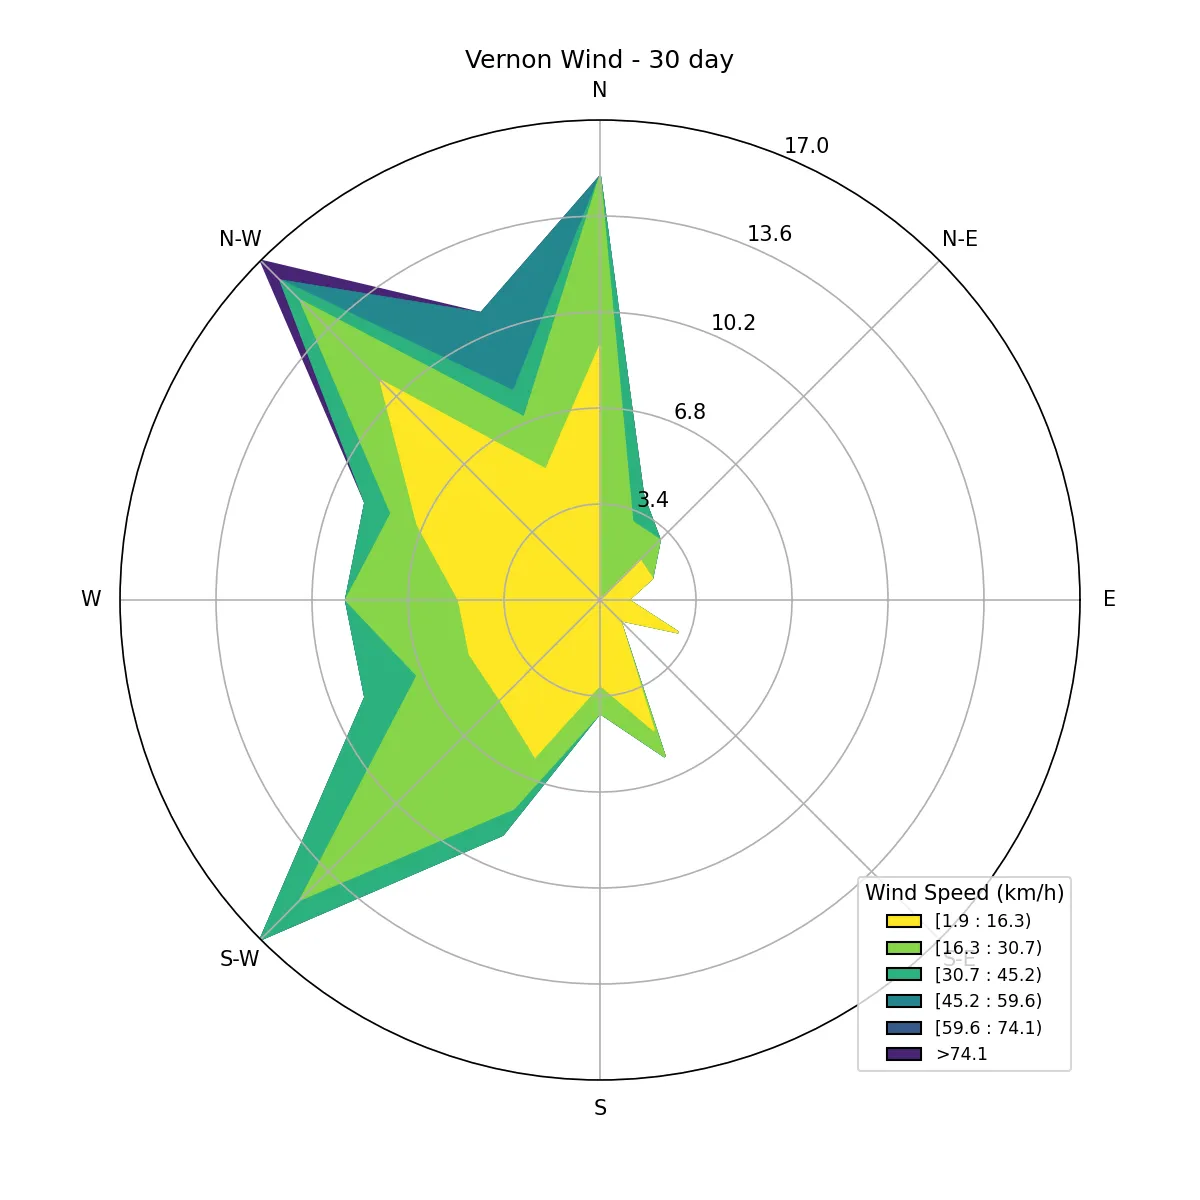 Vernon Wind - 30 day
N
17.0
N-W
13.6
N-E
10.2
6.8
3.4
W
E
S-W
S-E
Wind Speed (km/h)
[1.9 : 16.3)
[16.3 : 30.7)
[30.7 : 45.2)
[45.2 : 59.6)
[59.6 : 74.1)
>74.1
S